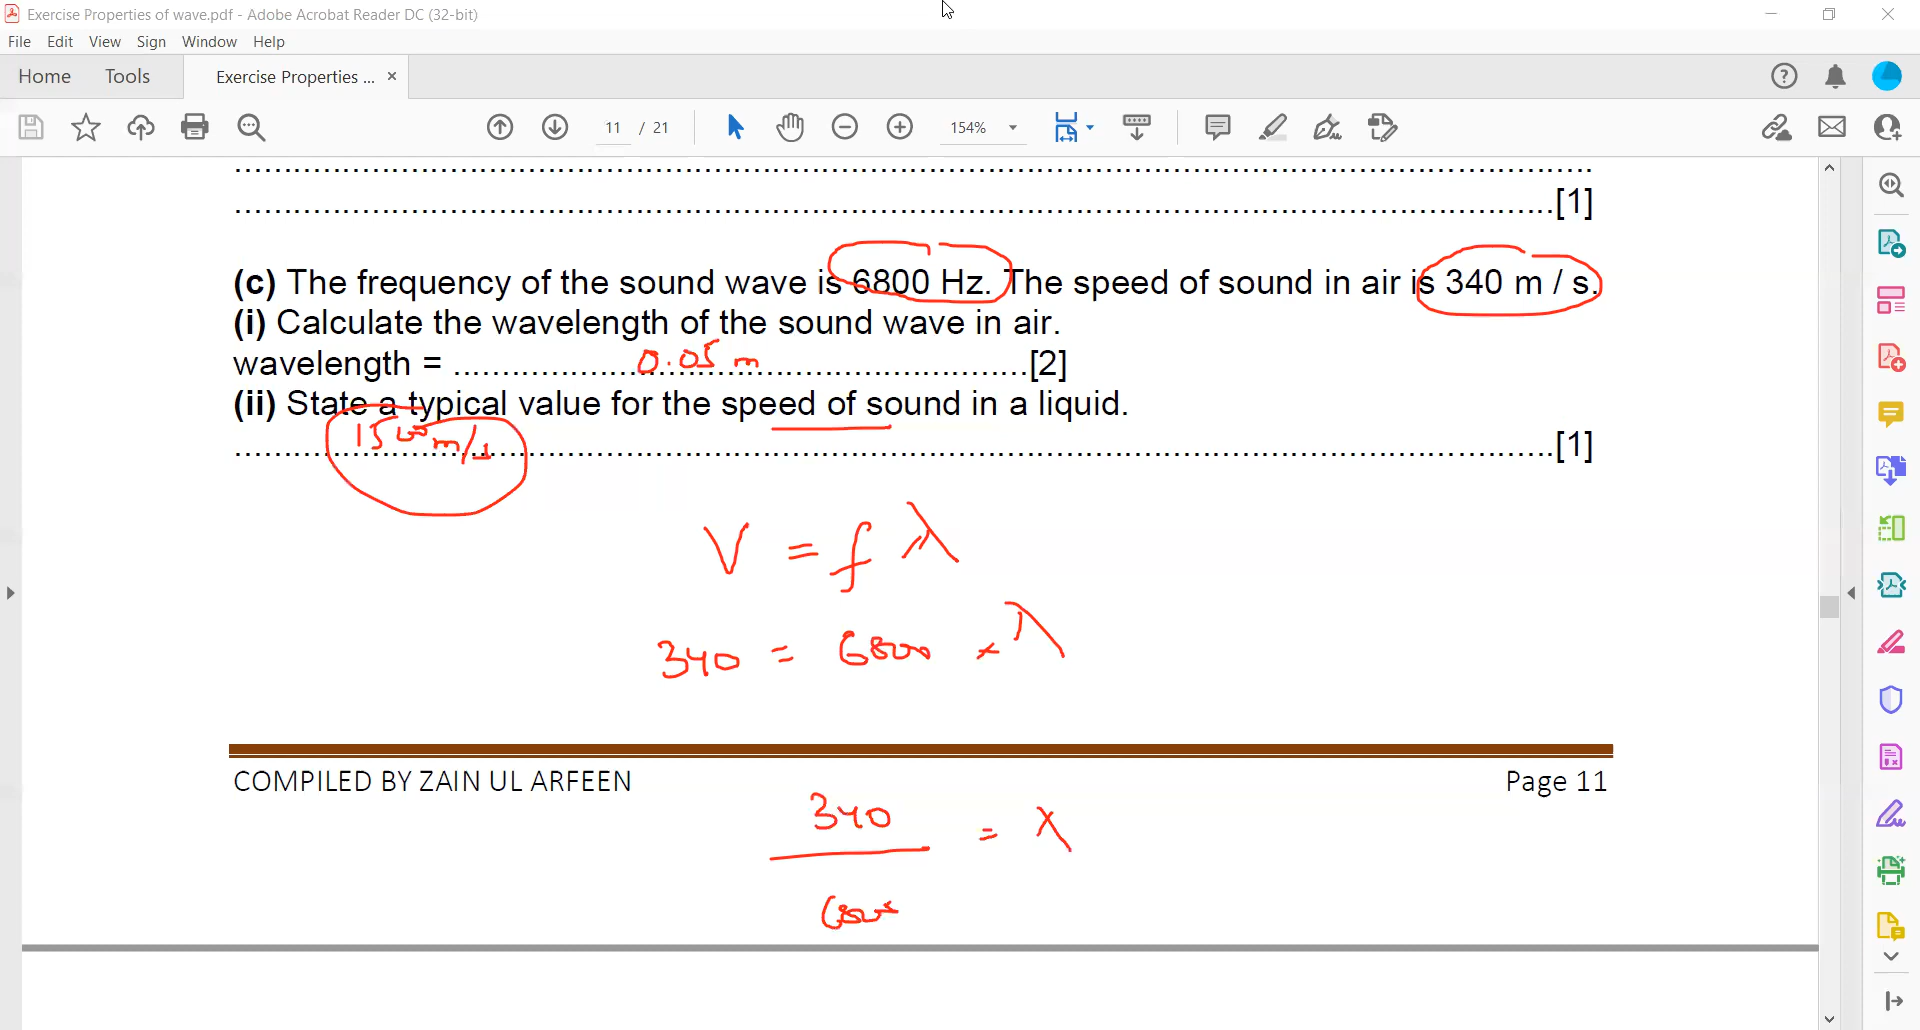 Exercise Properties of wave.pdf - Adobe Acrobat Reader DC (32-bit)
File Edit View Sign Window Help
Home Tools Exercise Properties ... ×
11 / 21 154%
....................[1]
(c) The frequency of the sound wave is 6800 Hz. The speed of sound in air is 340 m / s.
(i) Calculate the wavelength of the sound wave in air.
wavelength = .......... 0.05 m ..........[2]
(ii) State a typical value for the speed of sound in a liquid.
1500 m/s ....................[1]
V = f λ
340 = 6800 × λ
COMPILED BY ZAIN UL ARFEEN Page 11
340 = λ
6800